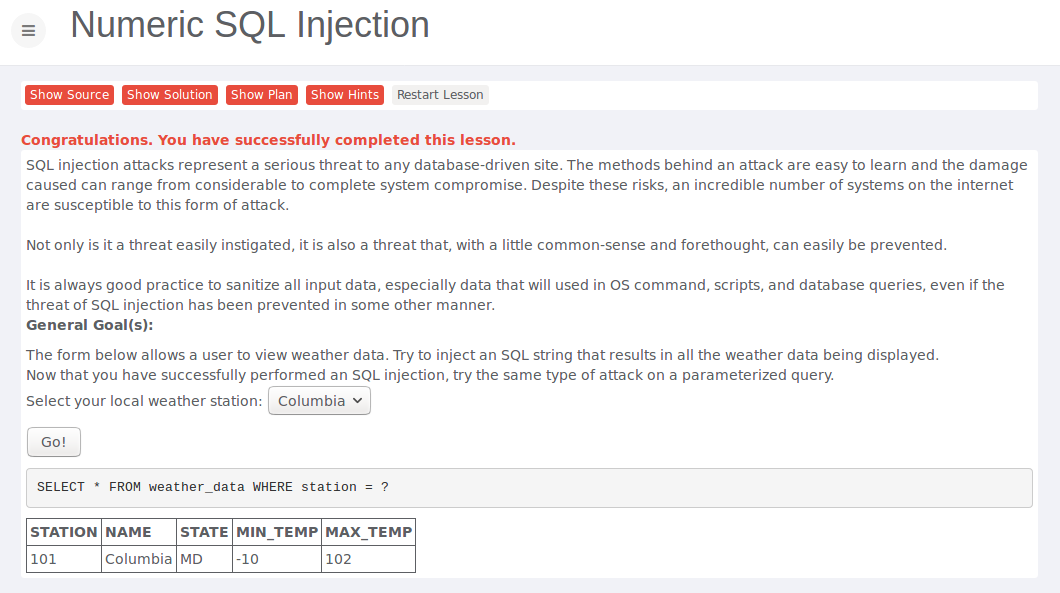 Numeric SQL Injection
Show Source Show Solution Show Plan Show Hints Restart Lesson
Congratulations. You have successfully completed this lesson.
SQL injection attacks represent a serious threat to any database-driven site. The methods behind an attack are easy to learn and the damage
caused can range from considerable to complete system compromise. Despite these risks, an incredible number of systems on the internet
are susceptible to this form of attack.
Not only is it a threat easily instigated, it is also a threat that, with a little common-sense and forethought, can easily be prevented.
It is always good practice to sanitize all input data, especially data that will used in OS command, scripts, and database queries, even if the
threat of SQL injection has been prevented in some other manner.
General Goal(s):
The form below allows a user to view weather data. Try to inject an SQL string that results in all the weather data being displayed.
Now that you have successfully performed an SQL injection, try the same type of attack on a parameterized query.
Select your local weather station: Columbia
Go!
SELECT * FROM weather_data WHERE station = ?
STATION NAME STATE MIN_TEMP MAX_TEMP
101 Columbia MD -10 102